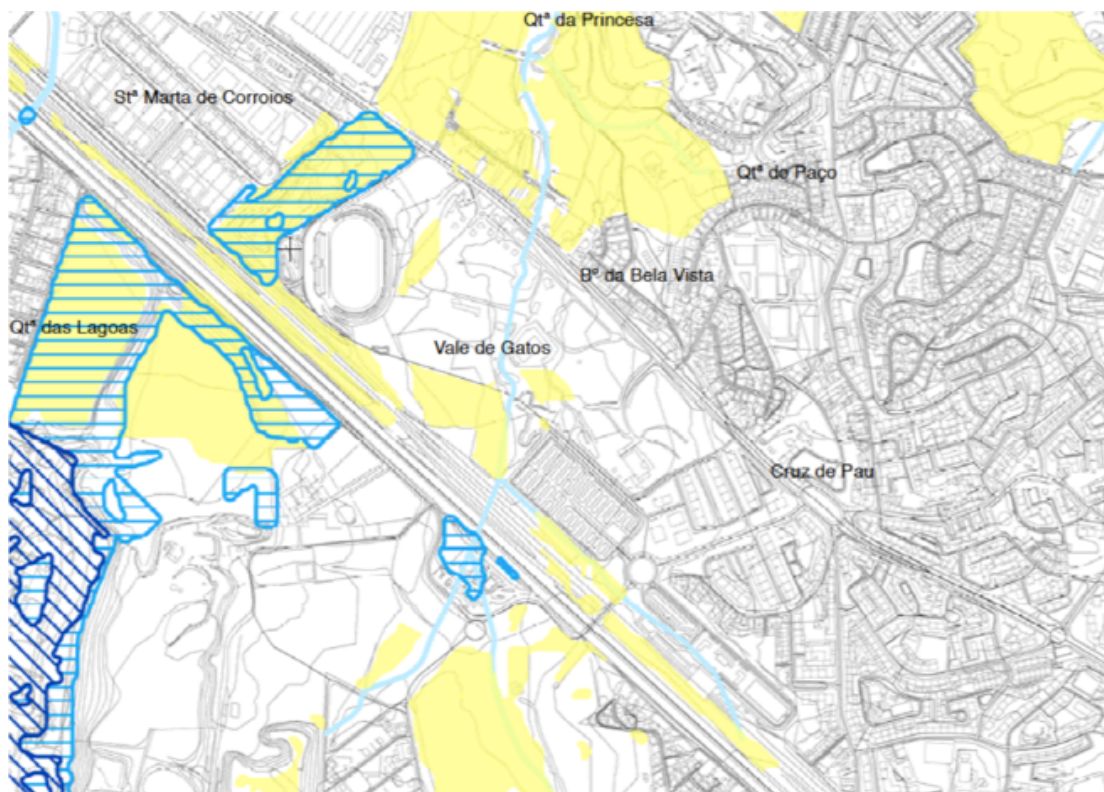 Qtª da Princesa
Stª Marta de Corroios
Qtª do Paço
Bº da Bela Vista
Qtª das Lagoas
Vale de Gatos
Cruz de Pau